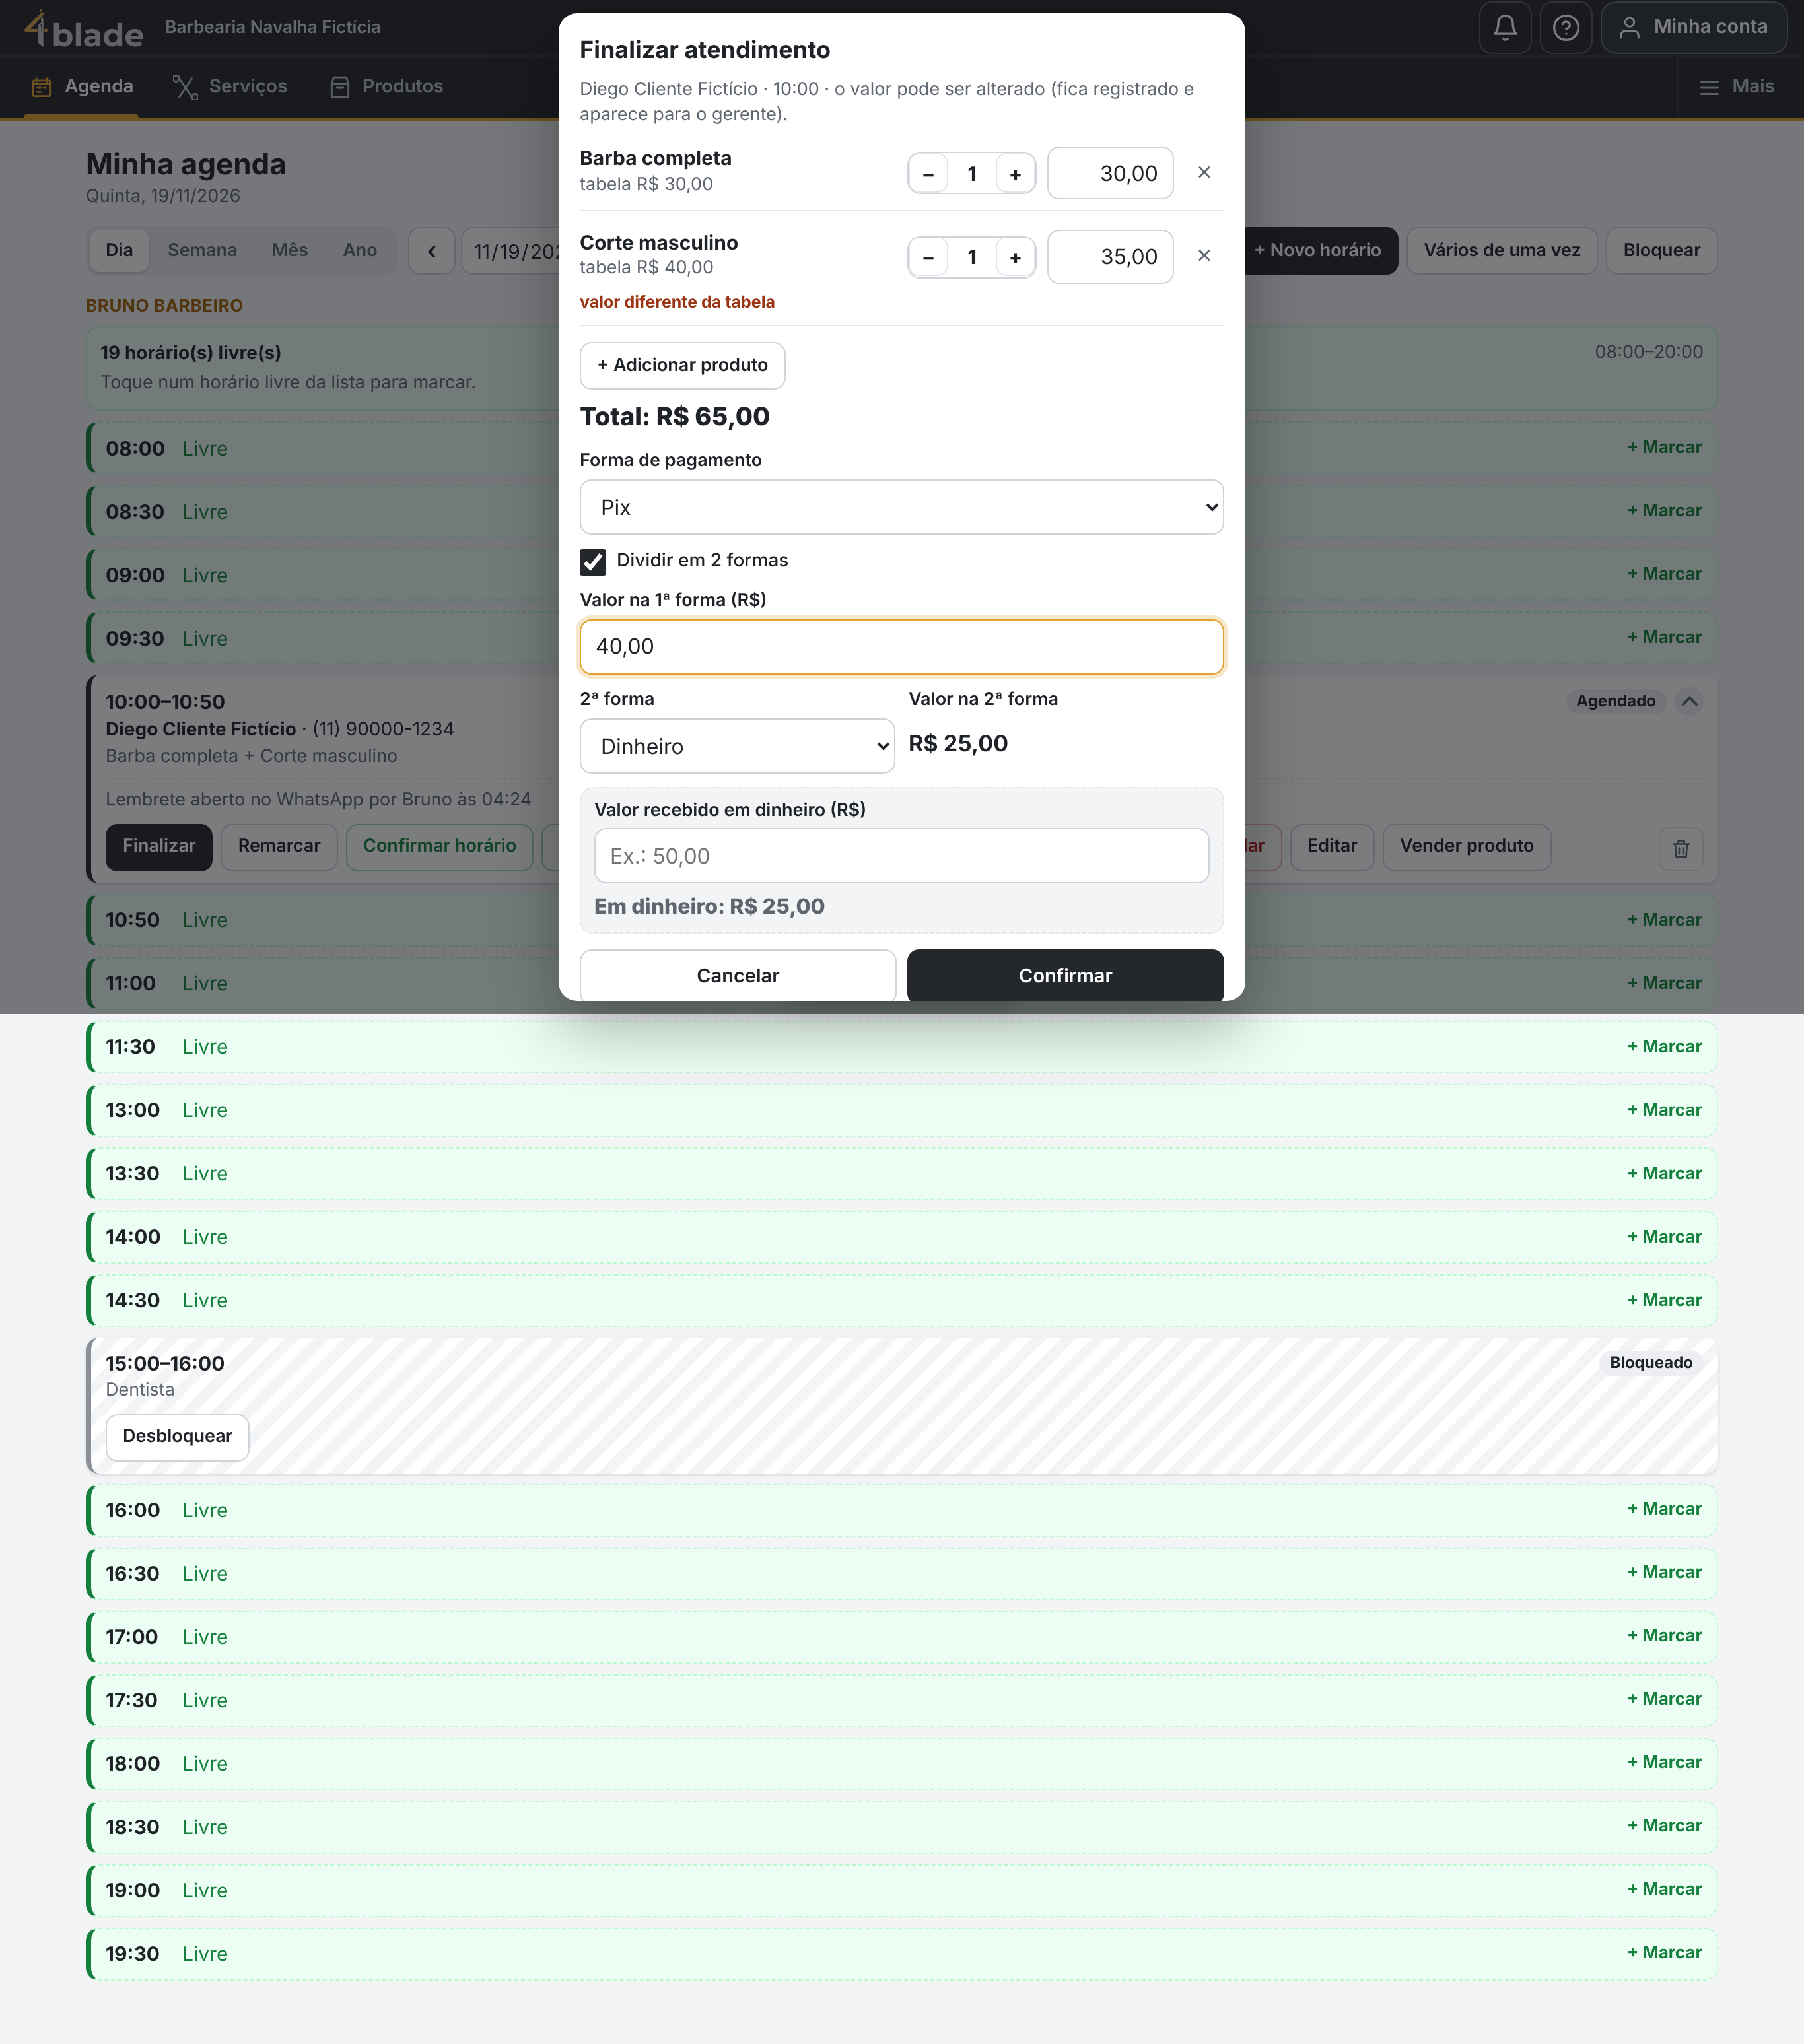 4blade
Barbearia Navalha Fictícia
Minha conta
Agenda
Serviços
Produtos
Mais
Minha agenda
Quinta, 19/11/2026
Dia
Semana
Mês
Ano
‹
11/19/202
+ Novo horário
Vários de uma vez
Bloquear
BRUNO BARBEIRO
19 horário(s) livre(s)
08:00–20:00
Toque num horário livre da lista para marcar.
08:00 Livre + Marcar
08:30 Livre + Marcar
09:00 Livre + Marcar
09:30 Livre + Marcar
10:00–10:50
Agendado
Diego Cliente Fictício · (11) 90000-1234
Barba completa + Corte masculino
Lembrete aberto no WhatsApp por Bruno às 04:24
Finalizar
Remarcar
Confirmar horário
Editar
Vender produto
10:50 Livre + Marcar
11:00 Livre + Marcar
Finalizar atendimento
Diego Cliente Fictício · 10:00 · o valor pode ser alterado (fica registrado e
aparece para o gerente).
Barba completa
tabela R$ 30,00
− 1 + 30,00 ×
Corte masculino
tabela R$ 40,00
− 1 + 35,00 ×
valor diferente da tabela
+ Adicionar produto
Total: R$ 65,00
Forma de pagamento
Pix
Dividir em 2 formas
Valor na 1ª forma (R$)
40,00
2ª forma
Valor na 2ª forma
Dinheiro
R$ 25,00
Valor recebido em dinheiro (R$)
Ex.: 50,00
Em dinheiro: R$ 25,00
Cancelar
Confirmar
11:30 Livre + Marcar
13:00 Livre + Marcar
13:30 Livre + Marcar
14:00 Livre + Marcar
14:30 Livre + Marcar
15:00–16:00
Bloqueado
Dentista
Desbloquear
16:00 Livre + Marcar
16:30 Livre + Marcar
17:00 Livre + Marcar
17:30 Livre + Marcar
18:00 Livre + Marcar
18:30 Livre + Marcar
19:00 Livre + Marcar
19:30 Livre + Marcar